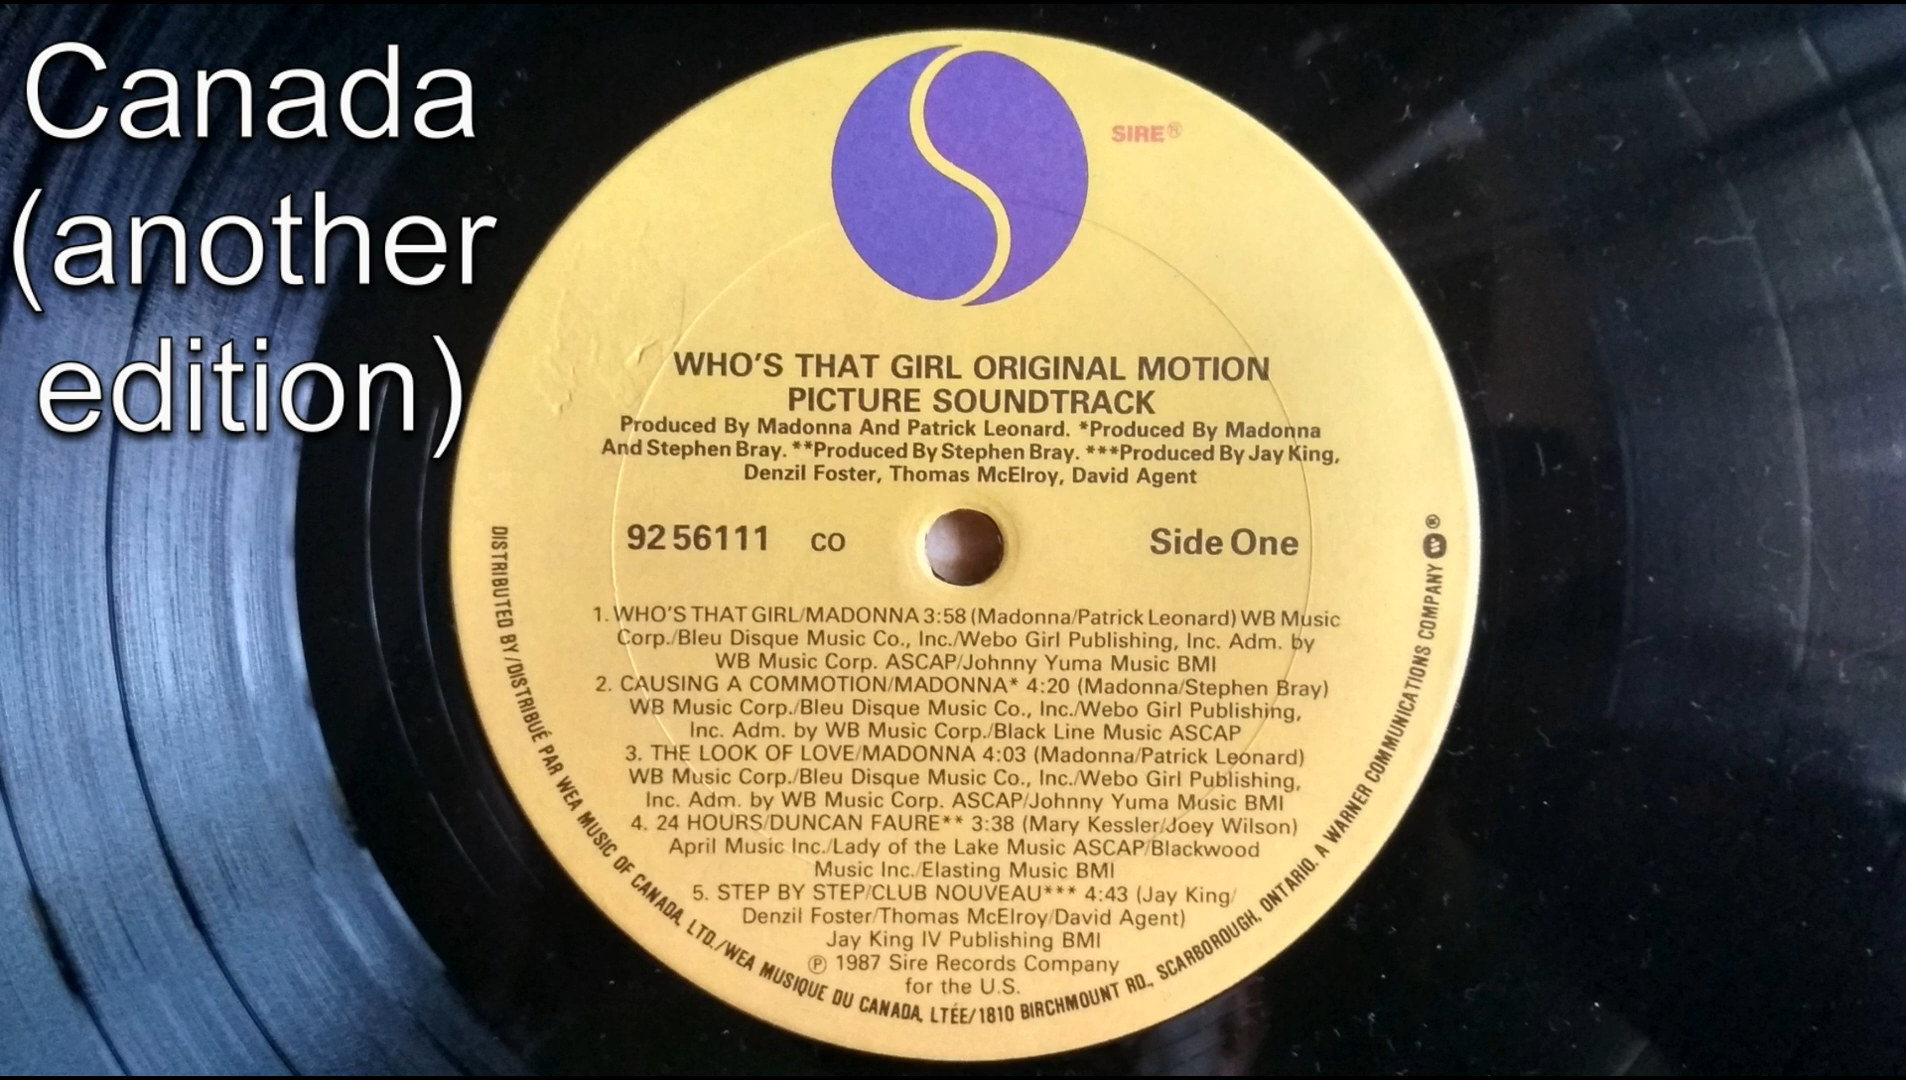 Canada
(another
edition)
SIRE®
WHO'S THAT GIRL ORIGINAL MOTION
PICTURE SOUNDTRACK
Produced By Madonna And Patrick Leonard. *Produced By Madonna
And Stephen Bray. **Produced By Stephen Bray. ***Produced By Jay King,
Denzil Foster, Thomas McElroy, David Agent
92 56111 CO Side One
1. WHO'S THAT GIRL/MADONNA 3:58 (Madonna/Patrick Leonard) WB Music
Corp./Bleu Disque Music Co., Inc./Webo Girl Publishing, Inc. Adm. by
WB Music Corp. ASCAP/Johnny Yuma Music BMI
2. CAUSING A COMMOTION/MADONNA* 4:20 (Madonna/Stephen Bray)
WB Music Corp./Bleu Disque Music Co., Inc./Webo Girl Publishing,
Inc. Adm. by WB Music Corp./Black Line Music ASCAP
3. THE LOOK OF LOVE/MADONNA 4:03 (Madonna/Patrick Leonard)
WB Music Corp./Bleu Disque Music Co., Inc./Webo Girl Publishing,
Inc. Adm. by WB Music Corp. ASCAP/Johnny Yuma Music BMI
4. 24 HOURS/DUNCAN FAURE** 3:38 (Mary Kessler/Joey Wilson)
April Music Inc./Lady of the Lake Music ASCAP/Blackwood
Music Inc./Elasting Music BMI
5. STEP BY STEP/CLUB NOUVEAU*** 4:43 (Jay King/
Denzil Foster/Thomas McElroy/David Agent)
Jay King IV Publishing BMI
℗ 1987 Sire Records Company
for the U.S.
DISTRIBUTED BY/DISTRIBUÉ PAR WEA MUSIC OF CANADA, LTD./WEA MUSIQUE DU CANADA, LTÉE/1810 BIRCHMOUNT RD., SCARBOROUGH, ONTARIO. A WARNER COMMUNICATIONS COMPANY ®